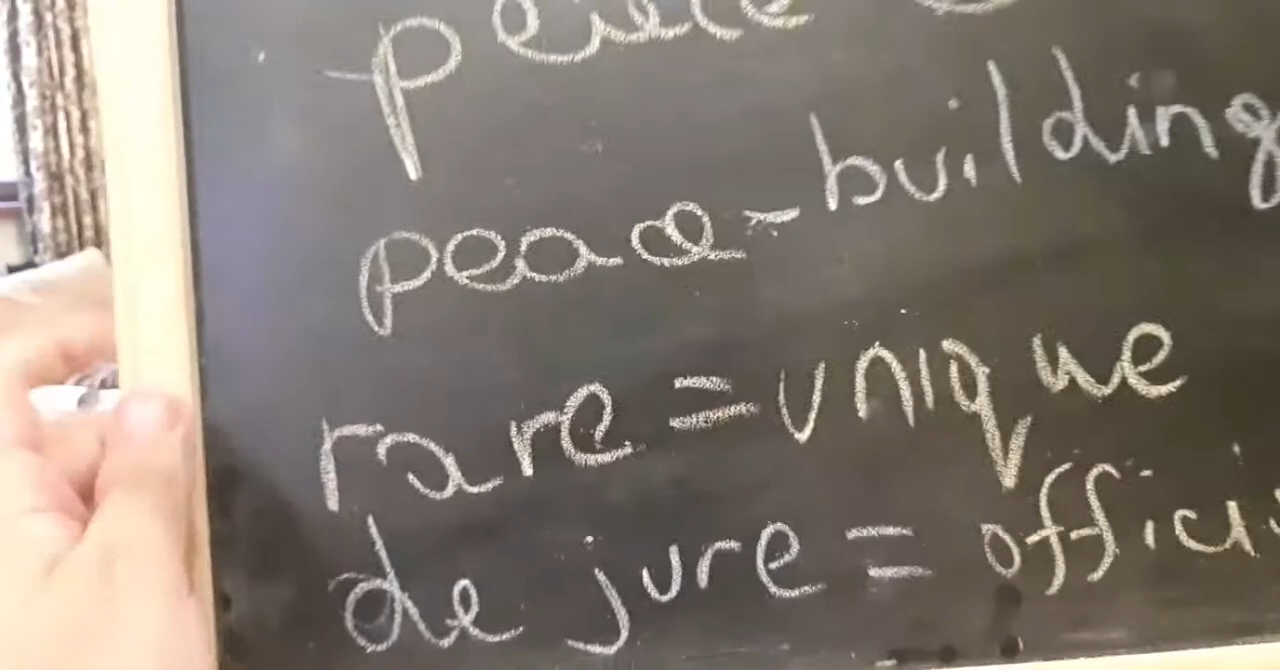 peace-building
rare = unique
de jure =